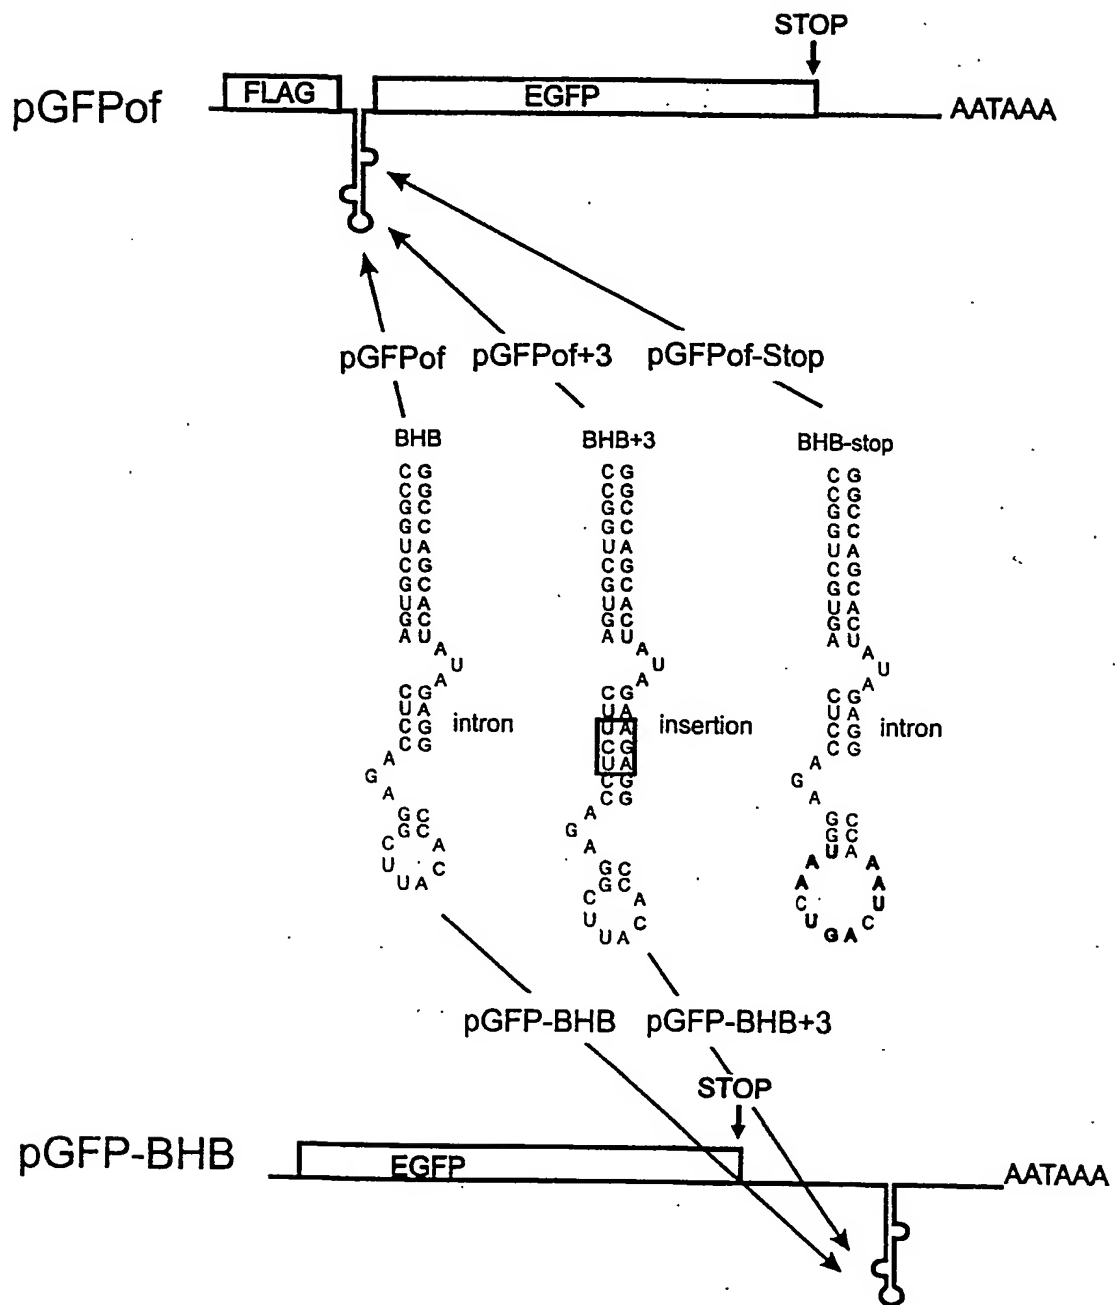 STOP
pGFPof
FLAG
EGFP
AATAAA
pGFPof pGFPof+3 pGFPof-Stop
BHB BHB+3 BHB-stop
C G C G C G
C G C G C G
G C G C G C
G C G C G C
U A U A U A
C G C G C G
G C G C G C
U A U A U A
G C G C G C
A U A U A U
A A A
U U U
A A A
C G C G C G
U A U A U A
C G U A C G
C G C G C G
U A
C G
C G
intron insertion intron
A A A
G G G
A A A
G C G C G C
G C G C G C
U A
C A C A A A
U C U C A A
U A U A C U
U C
G A
pGFP-BHB pGFP-BHB+3
STOP
pGFP-BHB
EGFP
AATAAA